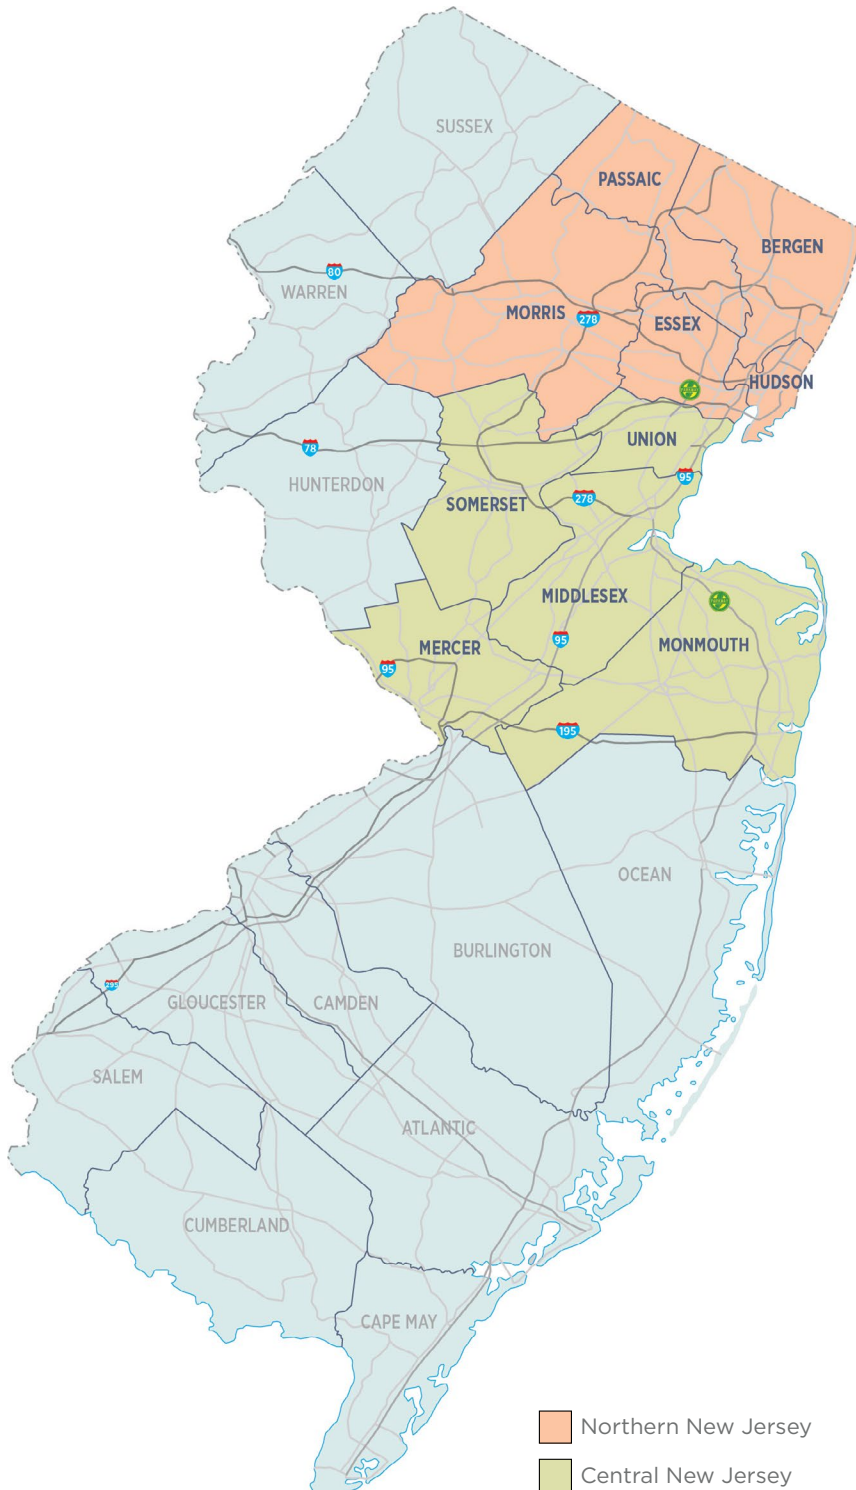 SUSSEX
PASSAIC
BERGEN
80
WARREN
MORRIS
278
ESSEX
HUDSON
UNION
78
HUNTERDON
95
278
SOMERSET
MIDDLESEX
MERCER
95
MONMOUTH
95
195
OCEAN
BURLINGTON
295
GLOUCESTER
CAMDEN
SALEM
ATLANTIC
CUMBERLAND
CAPE MAY
Northern New Jersey
Central New Jersey